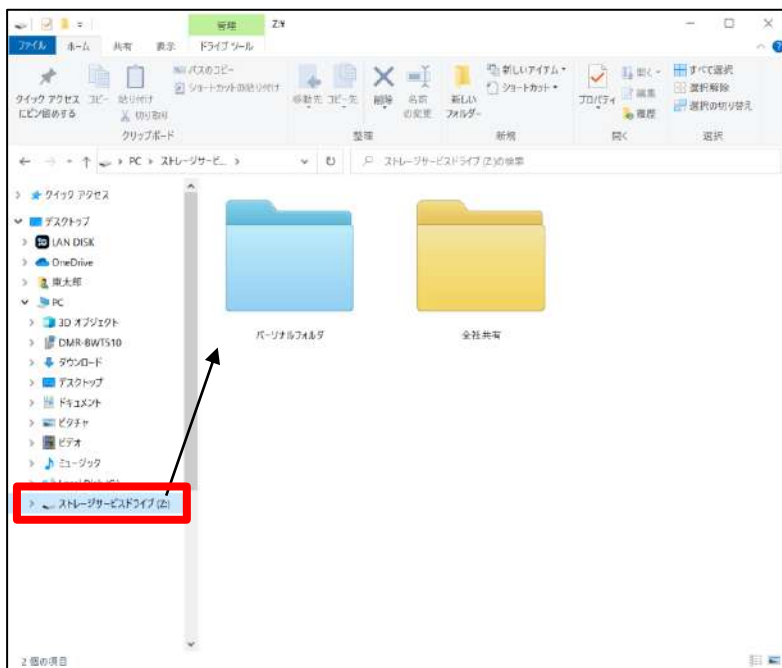 管理
Z:¥
ファイル ホーム 共有 表示 ドライブ ツール
クイック アクセス
にピン留めする
コピー
貼り付け
パスのコピー
ショートカットの貼り付け
切り取り
クリップボード
移動先 コピー先 削除 名前
の変更
整理
新しい
フォルダー
新しいアイテム
ショートカット
新規
プロパティ
開く
編集
履歴
開く
すべて選択
選択解除
選択の切り替え
選択
PC > ストレージサービ... >
ストレージサービスドライブ (Z:)の検索
クイック アクセス
デスクトップ
LAN DISK
OneDrive
東太郎
PC
3D オブジェクト
DMR-BWT510
ダウンロード
デスクトップ
ドキュメント
ピクチャ
ビデオ
ミュージック
ストレージサービスドライブ (Z:)
パーソナルフォルダ
全社共有
2 個の項目